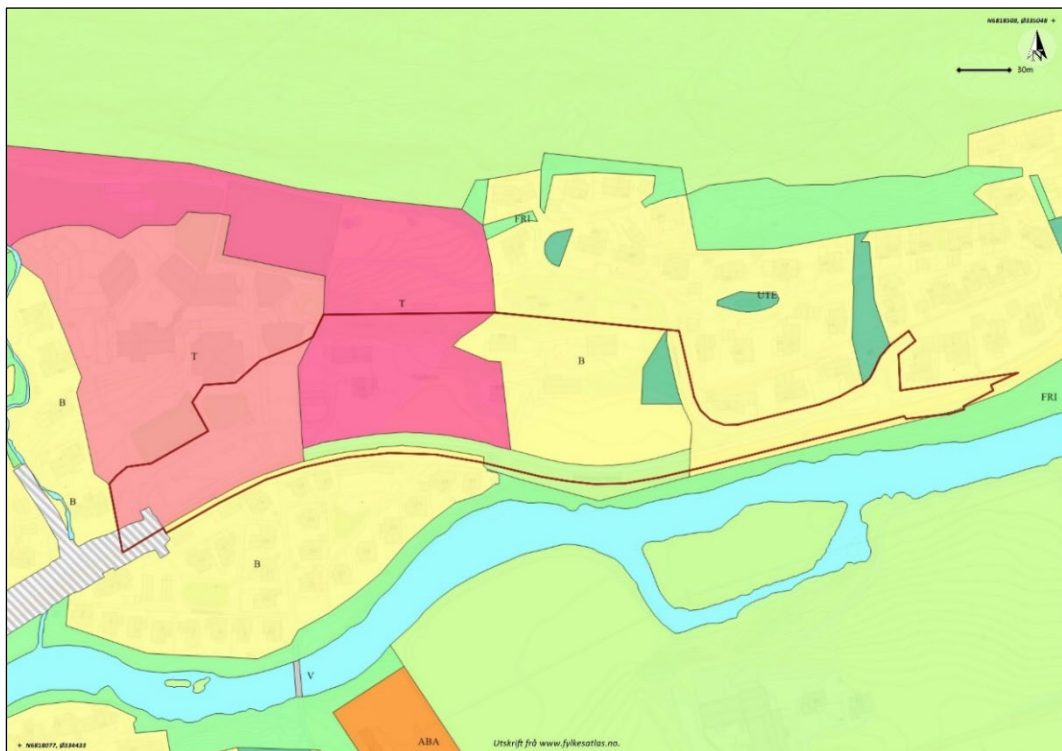 N6818508, Ø335048 +
N
30m
FRI
UTE
T
T
B
B
B
B
FRI
V
ABA
+ N6818077, Ø334433
Utskrift frå www.fylkesatlas.no.